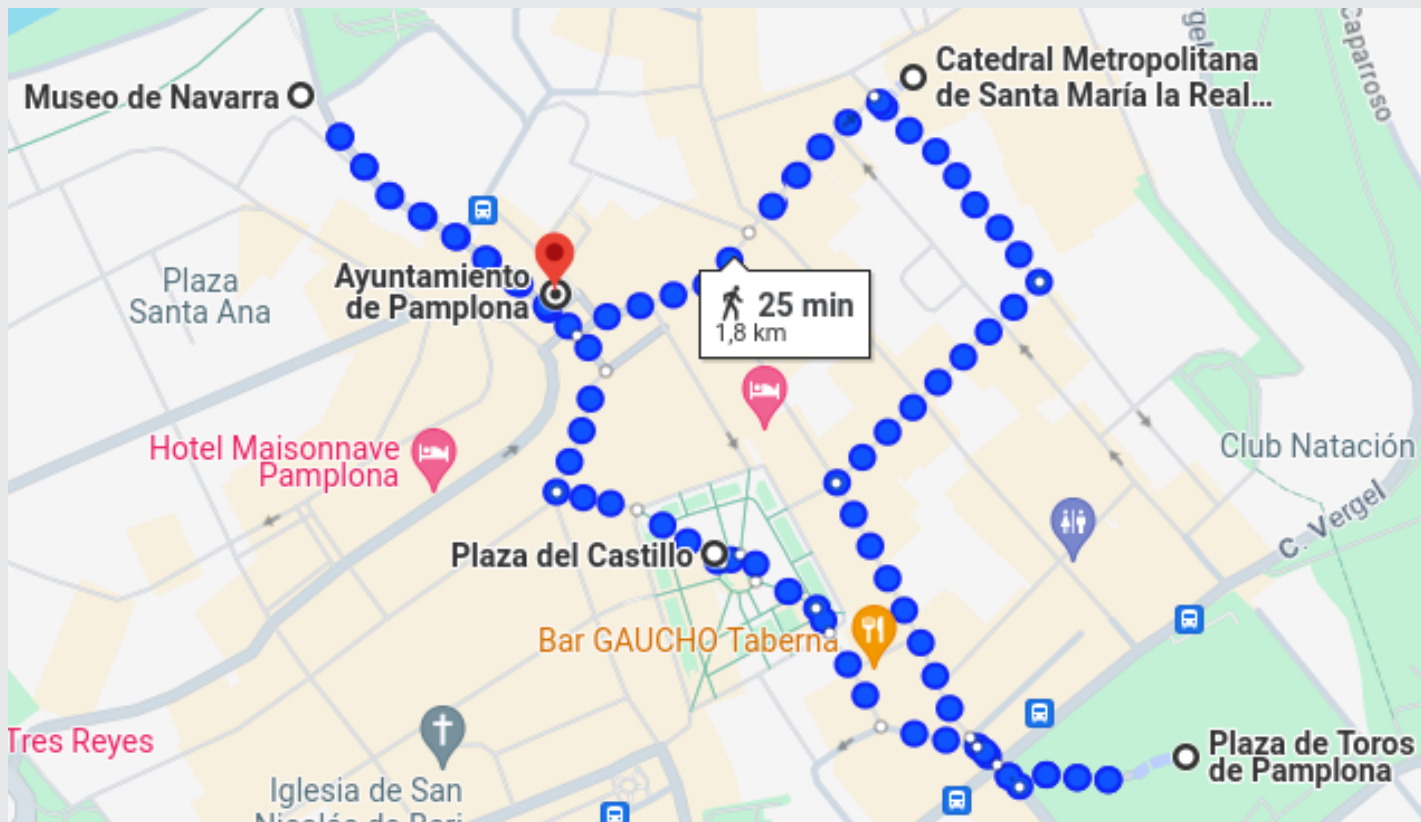 Catedral Metropolitana
de Santa María la Real...
Caparroso
Museo de Navarra
Plaza
Santa Ana
Ayuntamiento
de Pamplona
25 min
1,8 km
Hotel Maisonnave
Pamplona
Club Natación
C. Vergel
Plaza del Castillo
Bar GAUCHO Taberna
Tres Reyes
Plaza de Toros
de Pamplona
Iglesia de San